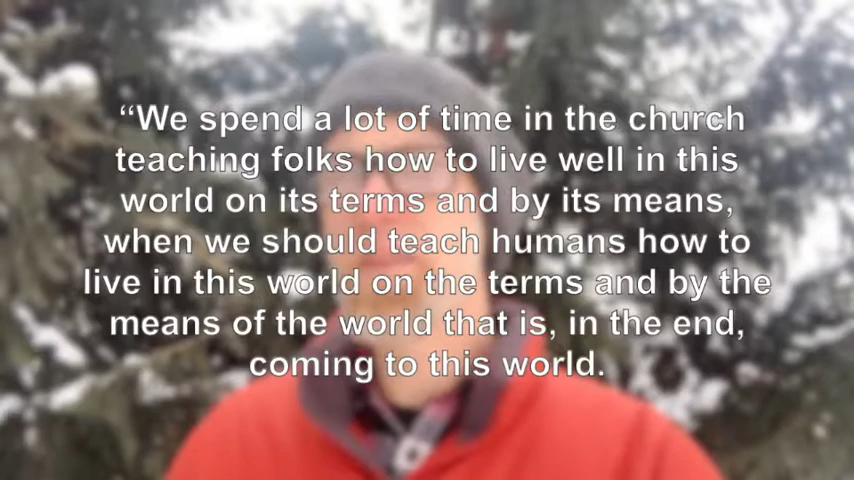 “We spend a lot of time in the church
teaching folks how to live well in this
world on its terms and by its means,
when we should teach humans how to
live in this world on the terms and by the
means of the world that is, in the end,
coming to this world.